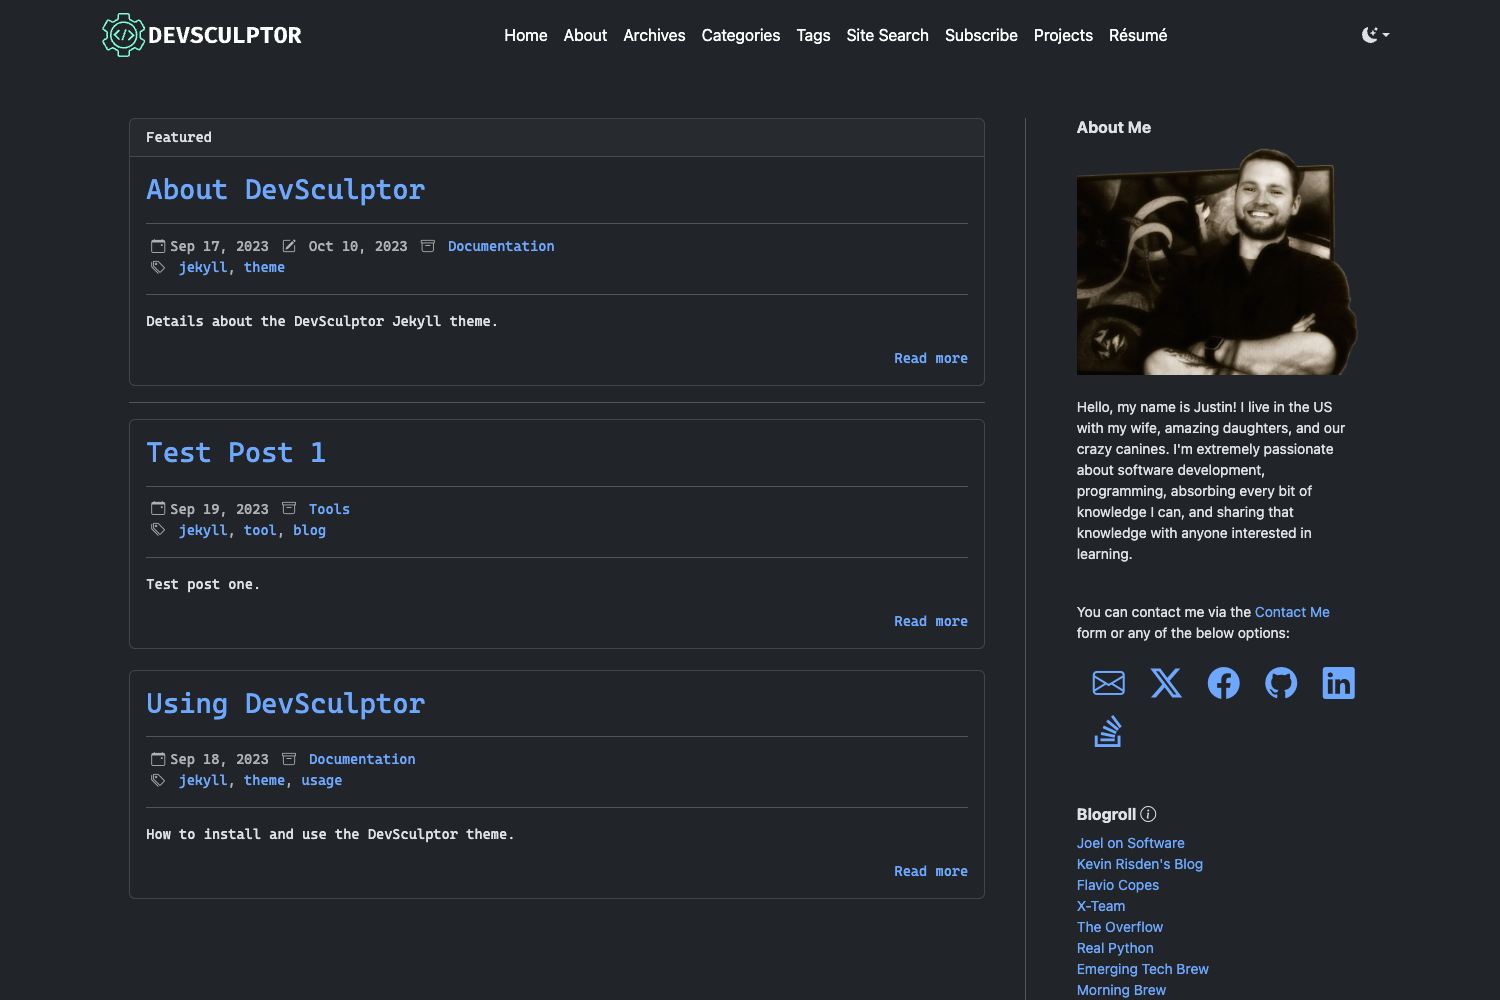 DEVSCULPTOR
Home About Archives Categories Tags Site Search Subscribe Projects Résumé
Featured
About DevSculptor
Sep 17, 2023 Oct 10, 2023 Documentation
jekyll, theme
Details about the DevSculptor Jekyll theme.
Read more
Test Post 1
Sep 19, 2023 Tools
jekyll, tool, blog
Test post one.
Read more
Using DevSculptor
Sep 18, 2023 Documentation
jekyll, theme, usage
How to install and use the DevSculptor theme.
Read more
About Me
Hello, my name is Justin! I live in the US
with my wife, amazing daughters, and our
crazy canines. I'm extremely passionate
about software development,
programming, absorbing every bit of
knowledge I can, and sharing that
knowledge with anyone interested in
learning.
You can contact me via the Contact Me
form or any of the below options:
Blogroll
Joel on Software
Kevin Risden's Blog
Flavio Copes
X-Team
The Overflow
Real Python
Emerging Tech Brew
Morning Brew